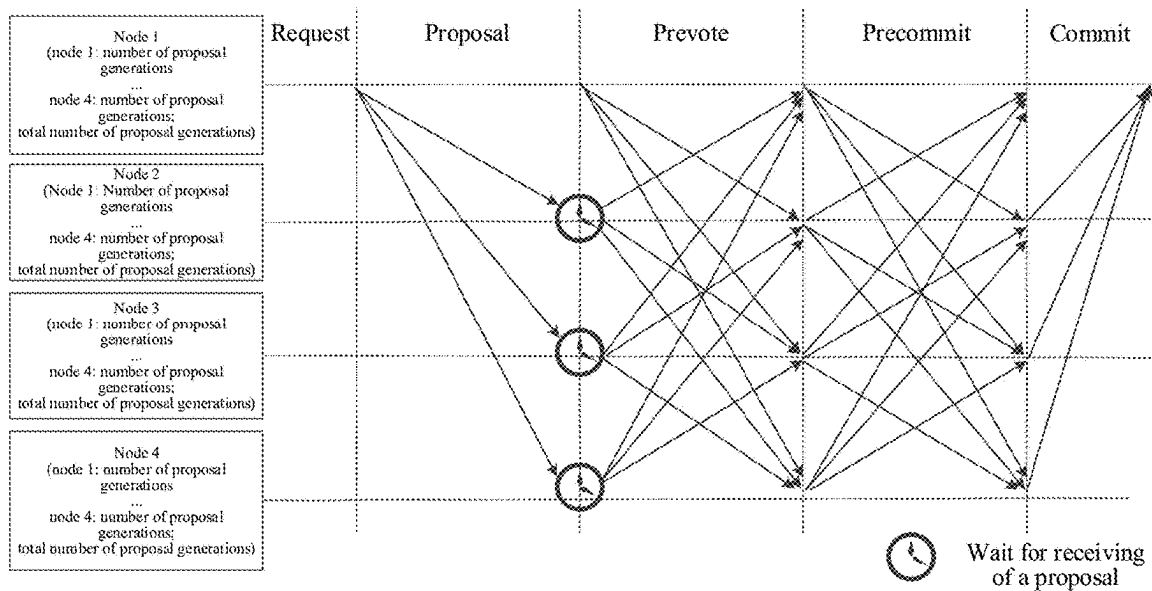 Request
Proposal
Prevote
Precommit
Commit
Node 1
(node 1: number of proposal
generations
...
node 4: number of proposal
generations;
total number of proposal generations)
Node 2
(Node 1: Number of proposal
generations
...
node 4: number of proposal
generations;
total number of proposal generations)
Node 3
(node 1: number of proposal
generations
...
node 4: number of proposal
generations;
total number of proposal generations)
Node 4
(node 1: number of proposal
generations
...
node 4: number of proposal
generations;
total number of proposal generations)
Wait for receiving
of a proposal